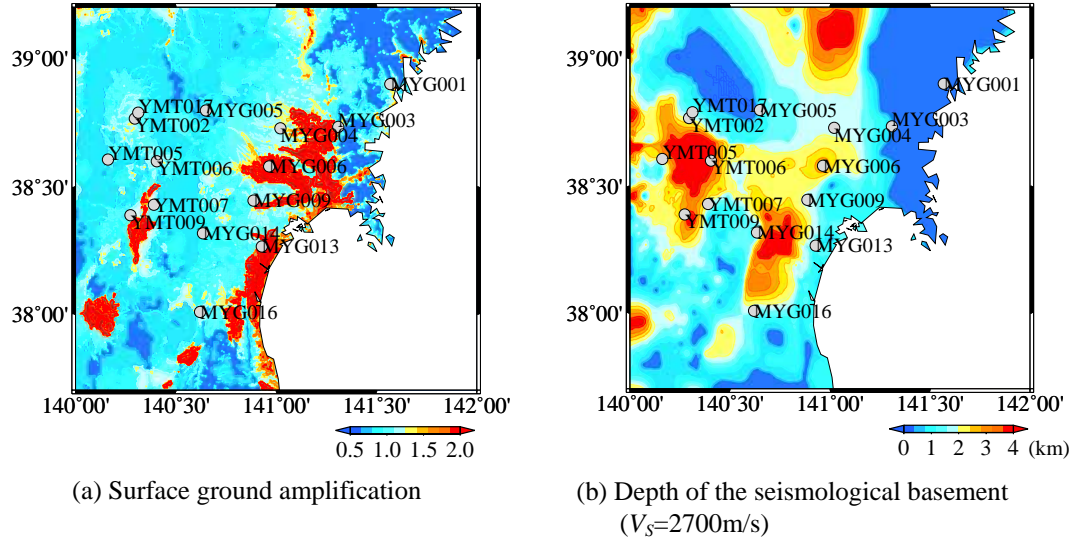 39°00'
38°30'
38°00'
MYG001
YMT017
MYG005
YMT002
MYG003
MYG004
YMT005
YMT006
MYG006
YMT007
MYG009
YMT009
MYG014
MYG013
MYG016
140°00' 140°30' 141°00' 141°30' 142°00'
0.5 1.0 1.5 2.0
(a) Surface ground amplification
39°00'
38°30'
38°00'
MYG001
YMT017
MYG005
YMT002
MYG003
MYG004
YMT005
YMT006
MYG006
YMT007
MYG009
YMT009
MYG014
MYG013
MYG016
140°00' 140°30' 141°00' 141°30' 142°00'
0 1 2 3 4 (km)
(b) Depth of the seismological basement
(V_S=2700m/s)